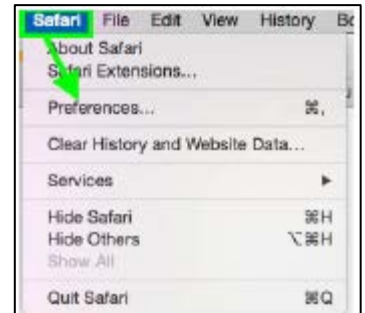 Safari File Edit View History Bo
About Safari
Safari Extensions...
Preferences... ⌘,
Clear History and Website Data...
Services ▶
Hide Safari ⌘H
Hide Others ⌥⌘H
Show All
Quit Safari ⌘Q